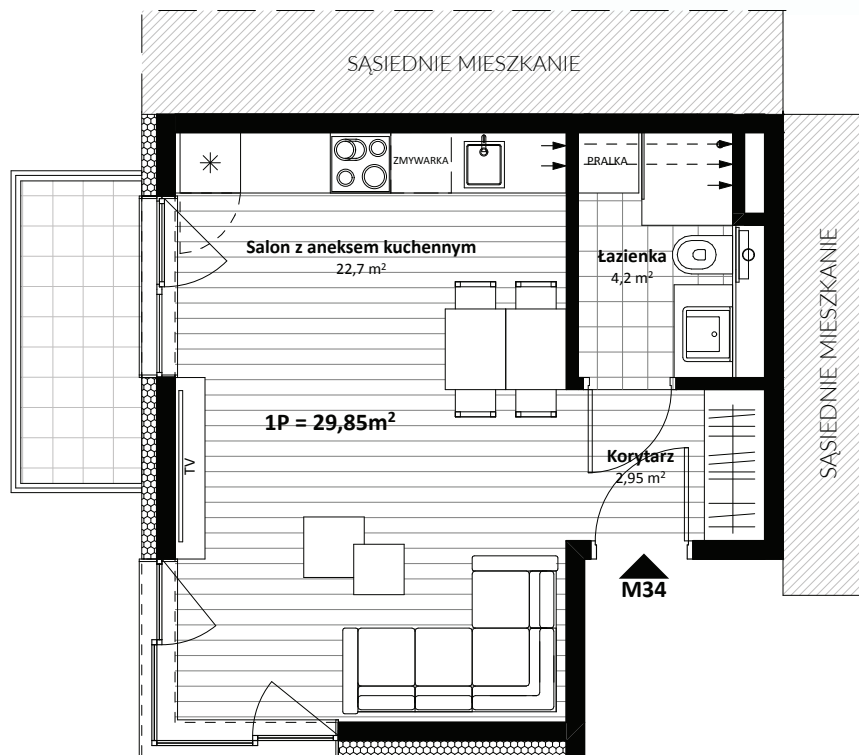 SĄSIEDNIE MIESZKANIE
ZMYWARKA
PRALKA
Salon z aneksem kuchennym
22,7 m²
Łazienka
4,2 m²
SĄSIEDNIE MIESZKANIE
1P = 29,85m²
TV
Korytarz
2,95 m²
M34